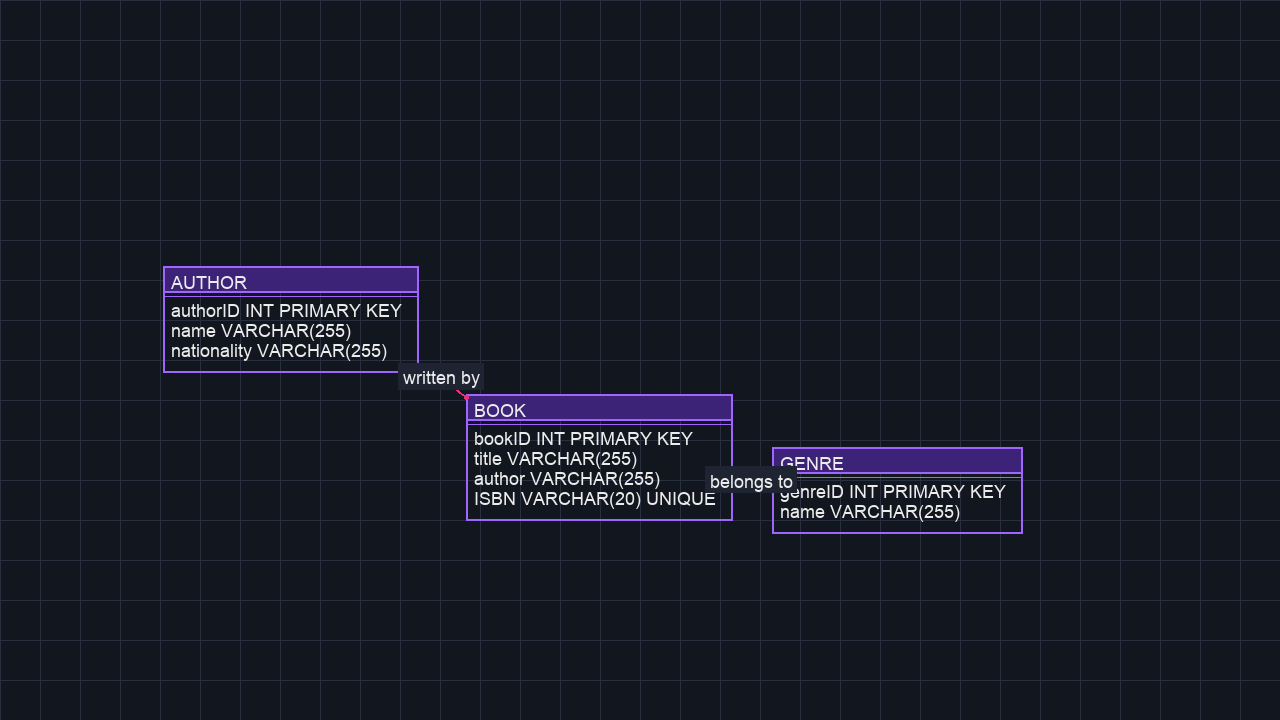 AUTHOR
authorID INT PRIMARY KEY
name VARCHAR(255)
nationality VARCHAR(255)
written by
BOOK
bookID INT PRIMARY KEY
title VARCHAR(255)
author VARCHAR(255)
ISBN VARCHAR(20) UNIQUE
belongs to
GENRE
genreID INT PRIMARY KEY
name VARCHAR(255)